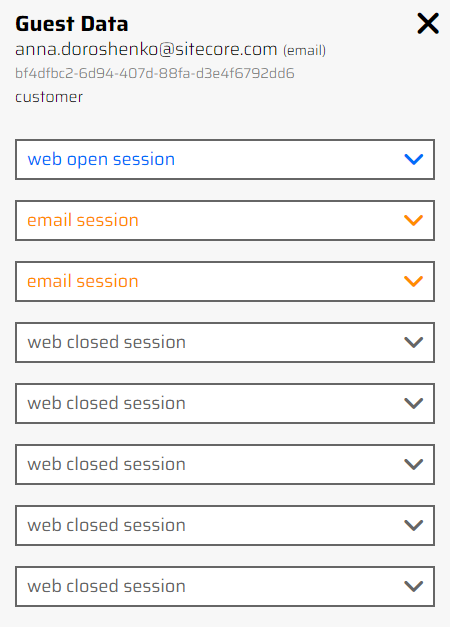 Guest Data
anna.doroshenko@sitecore.com (email)
bf4dfbc2-6d94-407d-88fa-d3e4f6792dd6
customer
web open session
email session
email session
web closed session
web closed session
web closed session
web closed session
web closed session